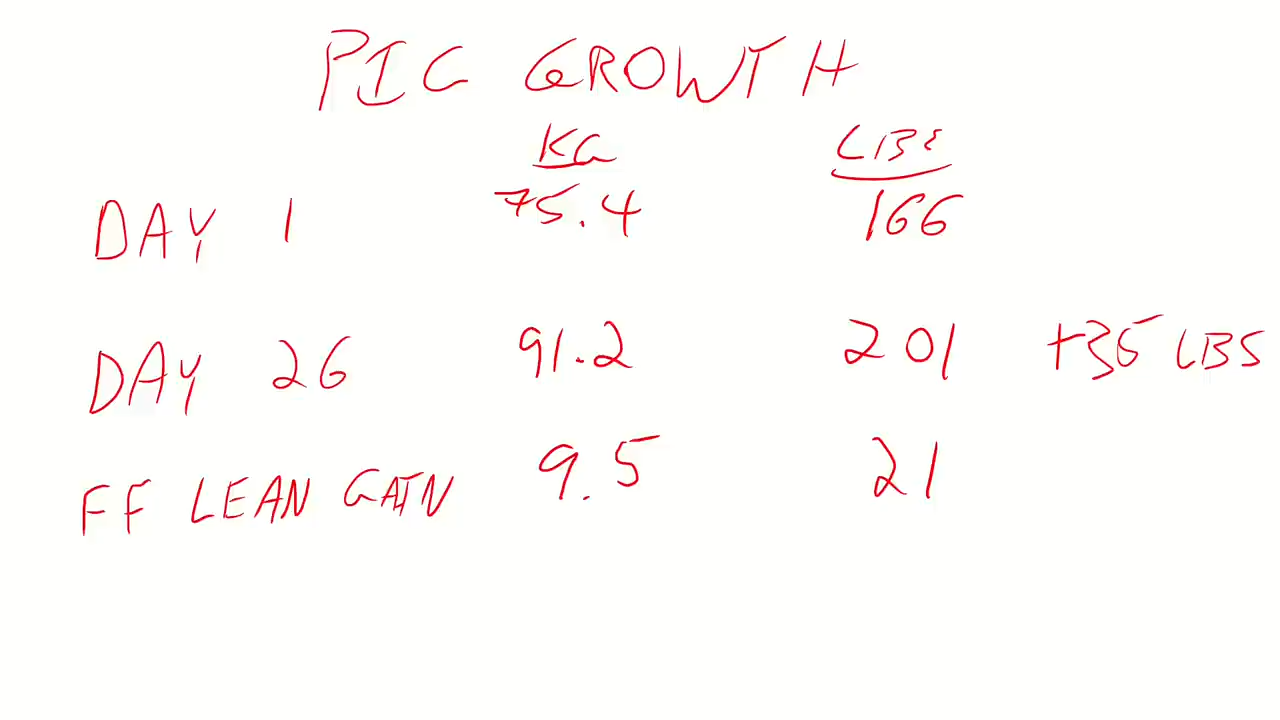 PIG GROWTH
KG LBS
DAY 1 75.4 166
DAY 26 91.2 201 +35 LBS
FF LEAN GAIN 9.5 21